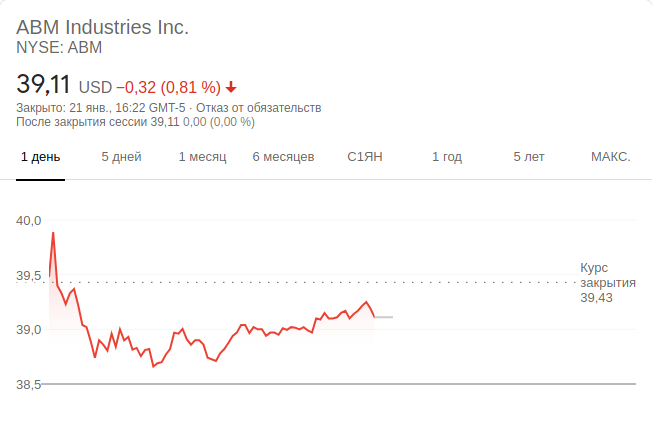 ABM Industries Inc.
NYSE: ABM
39,11 USD −0,32 (0,81 %)
Закрыто: 21 янв., 16:22 GMT-5 · Отказ от обязательств
После закрытия сессии 39,11 0,00 (0,00 %)
1 день 5 дней 1 месяц 6 месяцев С1ЯН 1 год 5 лет МАКС.
40,0
39,5
39,0
38,5
Курс
закрытия
39,43